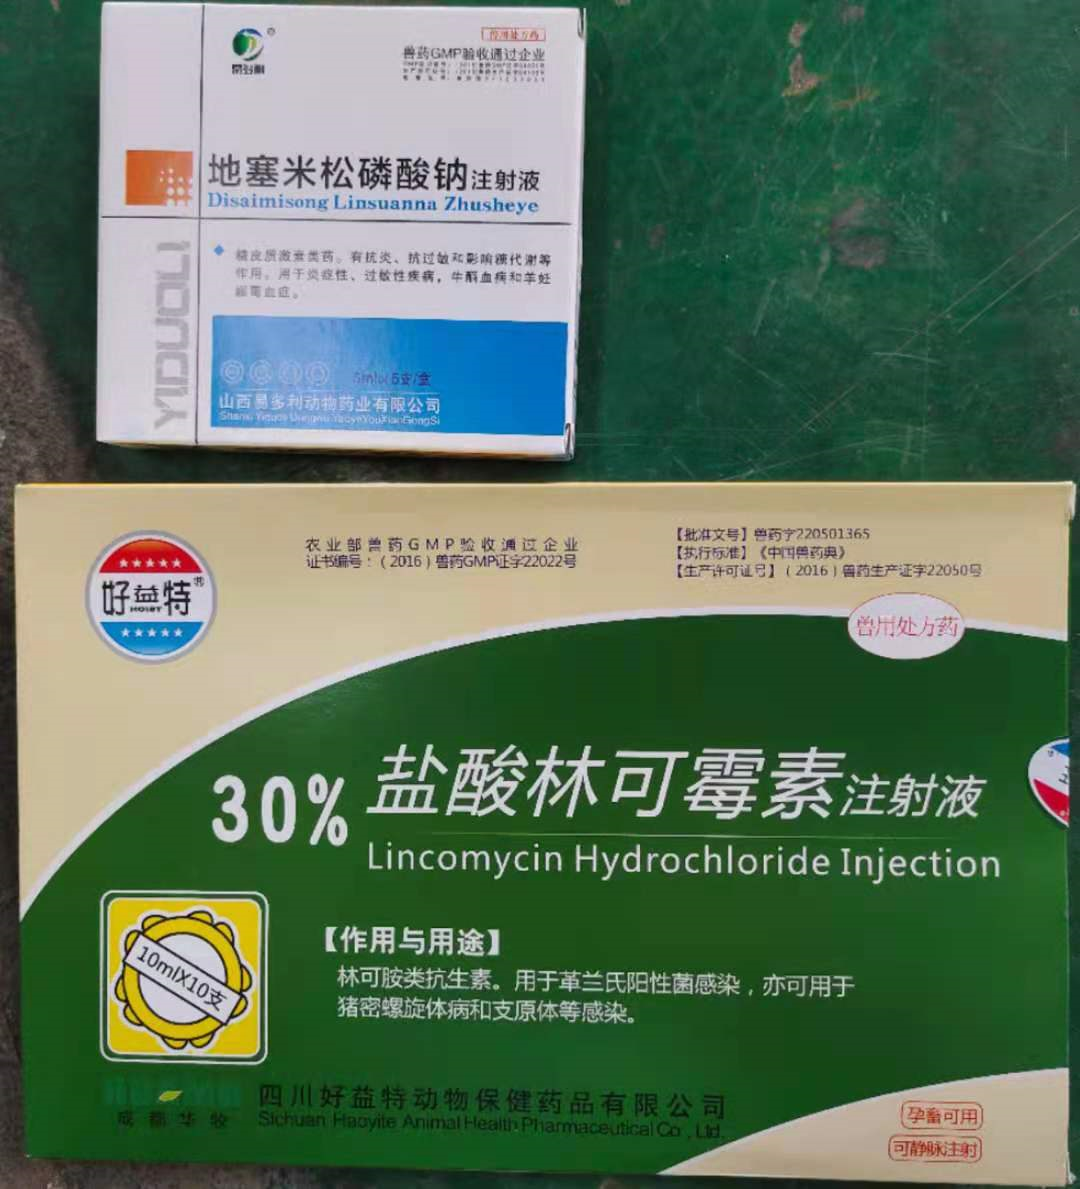 易多利
兽用处方药
兽药GMP验收通过企业
地塞米松磷酸钠注射液
Disaimisong Linsuanna Zhusheye
糖皮质激素类药。有抗炎、抗过敏和影响糖代谢等
作用。用于炎症性、过敏性疾病，牛酮血病和羊妊
娠毒血症。
YIDUOLI
5ml×5支/盒
山西易多利动物药业有限公司
好益特®
HOIET
农业部兽药GMP验收通过企业
证书编号：（2016）兽药GMP证字22022号
【批准文号】兽药字220501365
【执行标准】《中国兽药典》
【生产许可证号】（2016）兽药生产证字22050号
兽用处方药
30% 盐酸林可霉素注射液
Lincomycin Hydrochloride Injection
10mlX10支
【作用与用途】
林可胺类抗生素。用于革兰氏阳性菌感染，亦可用于
猪密螺旋体病和支原体等感染。
成都华牧
四川好益特动物保健药品有限公司
Sichuan Haoyite Animal Health Pharmaceutical Co., Ltd.
孕畜可用
可静脉注射